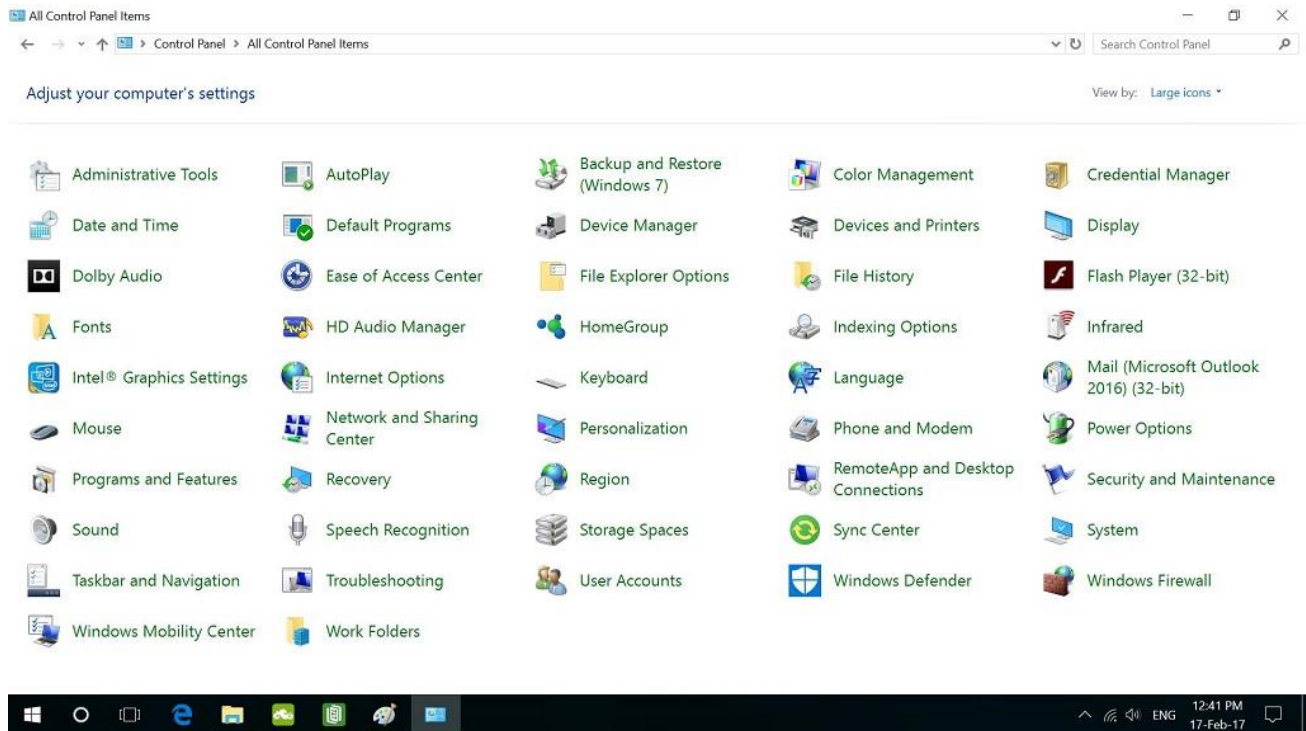 All Control Panel Items
Control Panel > All Control Panel Items
Search Control Panel
Adjust your computer's settings
View by: Large icons
Administrative Tools
AutoPlay
Backup and Restore
(Windows 7)
Color Management
Credential Manager
Date and Time
Default Programs
Device Manager
Devices and Printers
Display
Dolby Audio
Ease of Access Center
File Explorer Options
File History
Flash Player (32-bit)
Fonts
HD Audio Manager
HomeGroup
Indexing Options
Infrared
Intel® Graphics Settings
Internet Options
Keyboard
Language
Mail (Microsoft Outlook
2016) (32-bit)
Mouse
Network and Sharing
Center
Personalization
Phone and Modem
Power Options
Programs and Features
Recovery
Region
RemoteApp and Desktop
Connections
Security and Maintenance
Sound
Speech Recognition
Storage Spaces
Sync Center
System
Taskbar and Navigation
Troubleshooting
User Accounts
Windows Defender
Windows Firewall
Windows Mobility Center
Work Folders
ENG
12:41 PM
17-Feb-17